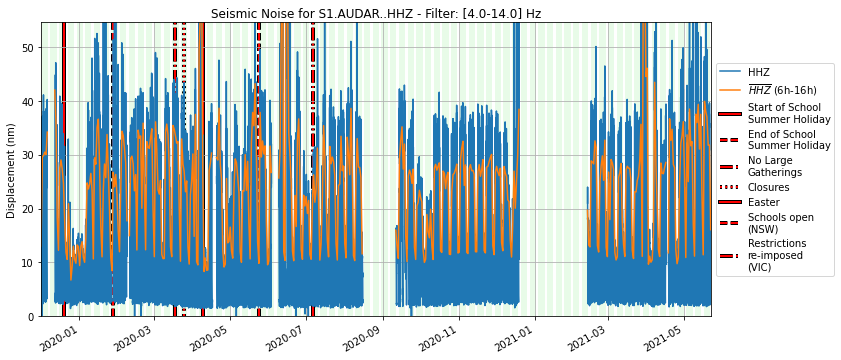 Seismic Noise for S1.AUDAR..HHZ - Filter: [4.0-14.0] Hz
Displacement (nm)
50
40
30
20
10
0
2020-01
2020-03
2020-05
2020-07
2020-09
2020-11
2021-01
2021-03
2021-05
HHZ
HHZ (6h-16h)
Start of School
Summer Holiday
End of School
Summer Holiday
No Large
Gatherings
Closures
Easter
Schools open
(NSW)
Restrictions
re-imposed
(VIC)